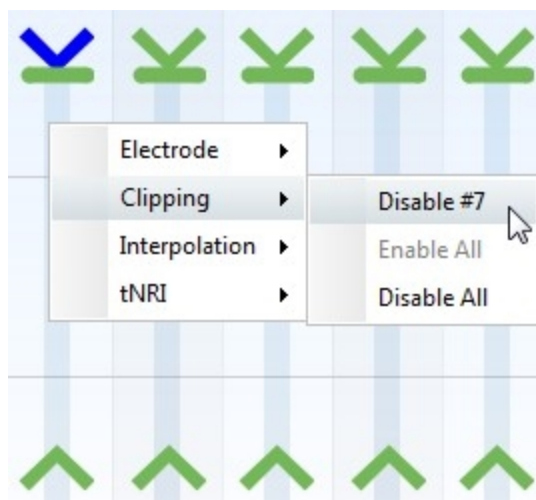 Electrode
Clipping
Interpolation
tNRI
Disable #7
Enable All
Disable All